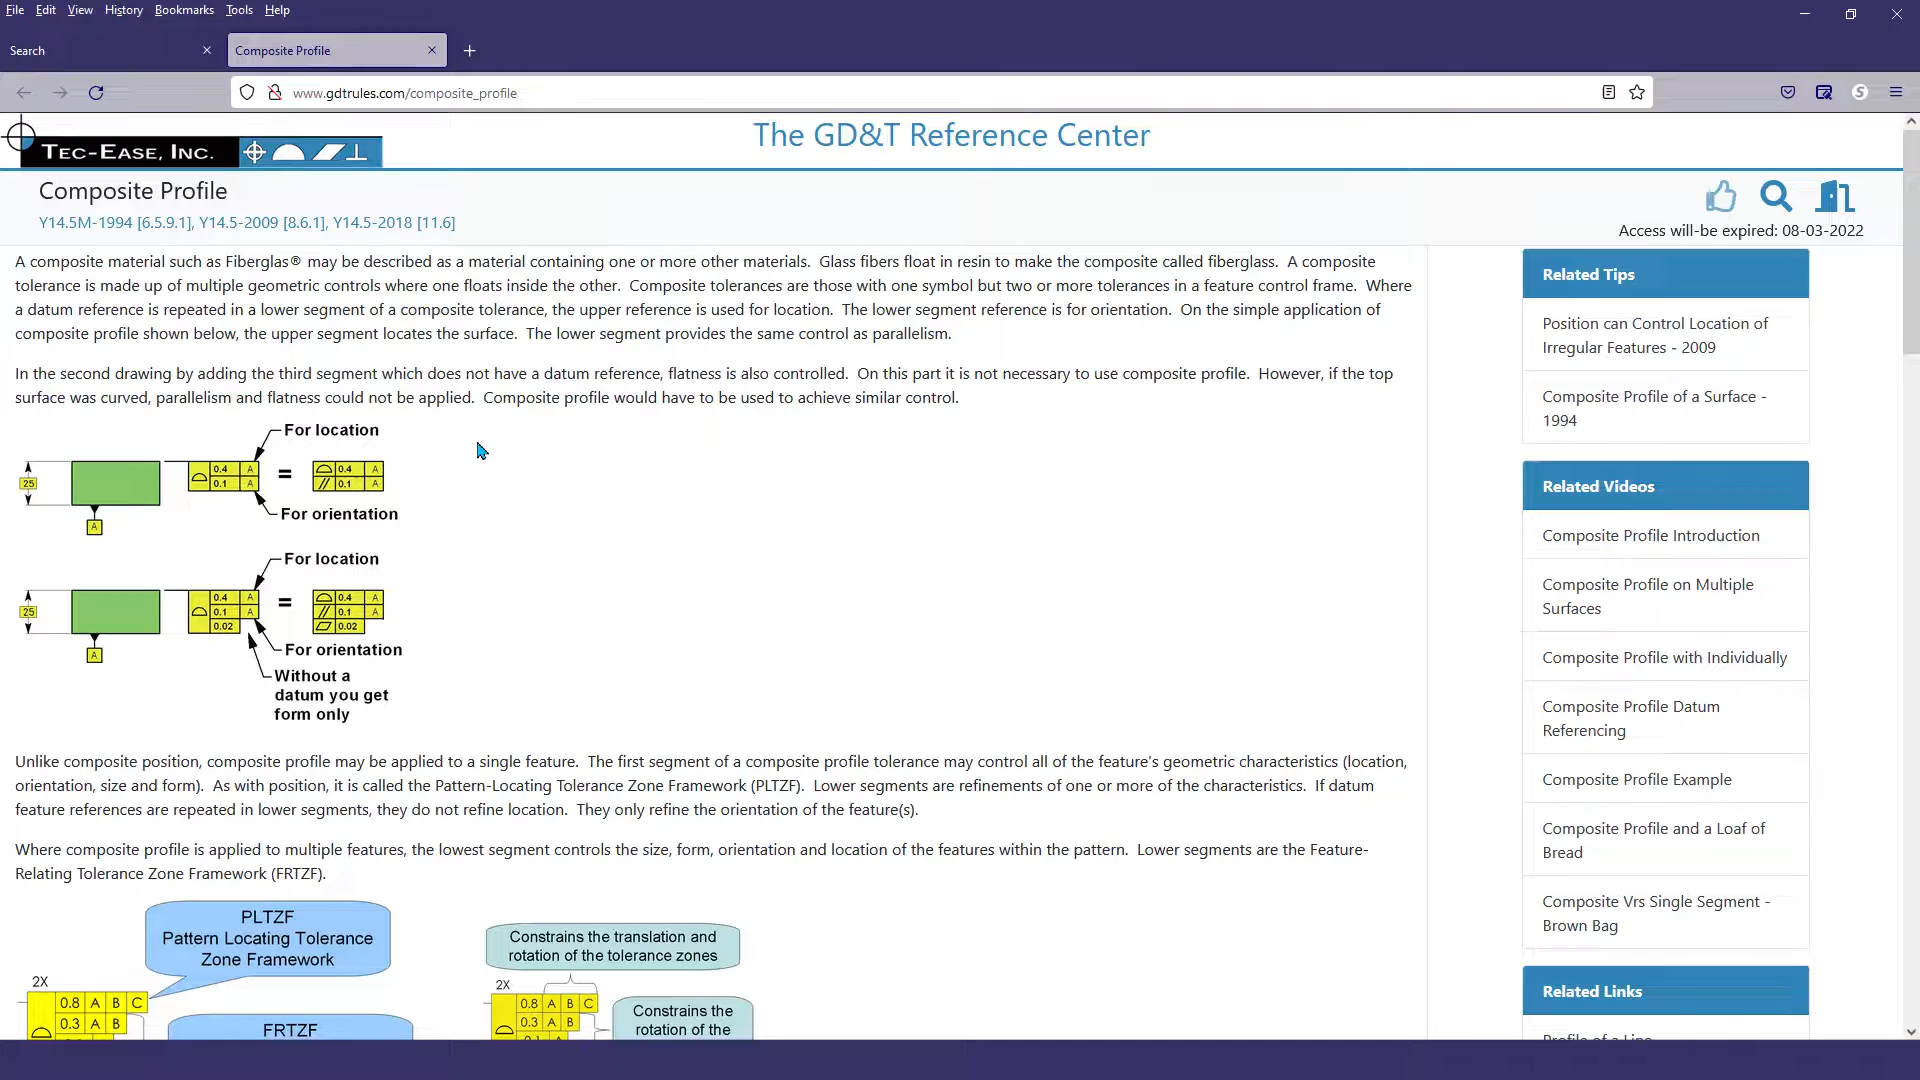 File Edit View History Bookmarks Tools Help
Search
Composite Profile
www.gdtrules.com/composite_profile
TEC-EASE, INC.
The GD&T Reference Center
Composite Profile
Y14.5M-1994 [6.5.9.1], Y14.5-2009 [8.6.1], Y14.5-2018 [11.6]
Access will-be expired: 08-03-2022
A composite material such as Fiberglas® may be described as a material containing one or more other materials. Glass fibers float in resin to make the composite called fiberglass. A composite
tolerance is made up of multiple geometric controls where one floats inside the other. Composite tolerances are those with one symbol but two or more tolerances in a feature control frame. Where
a datum reference is repeated in a lower segment of a composite tolerance, the upper reference is used for location. The lower segment reference is for orientation. On the simple application of
composite profile shown below, the upper segment locates the surface. The lower segment provides the same control as parallelism.
In the second drawing by adding the third segment which does not have a datum reference, flatness is also controlled. On this part it is not necessary to use composite profile. However, if the top
surface was curved, parallelism and flatness could not be applied. Composite profile would have to be used to achieve similar control.
For location
25
0.4 A
0.1 A
=
0.4 A
// 0.1 A
A
For orientation
For location
25
0.4 A
0.1 A
0.02
=
0.4 A
// 0.1 A
0.02
A
For orientation
Without a
datum you get
form only
Unlike composite position, composite profile may be applied to a single feature. The first segment of a composite profile tolerance may control all of the feature's geometric characteristics (location,
orientation, size and form). As with position, it is called the Pattern-Locating Tolerance Zone Framework (PLTZF). Lower segments are refinements of one or more of the characteristics. If datum
feature references are repeated in lower segments, they do not refine location. They only refine the orientation of the feature(s).
Where composite profile is applied to multiple features, the lowest segment controls the size, form, orientation and location of the features within the pattern. Lower segments are the Feature-
Relating Tolerance Zone Framework (FRTZF).
PLTZF
Pattern Locating Tolerance
Zone Framework
2X
0.8 A B C
0.3 A B
FRTZF
Constrains the translation and
rotation of the tolerance zones
2X
0.8 A B C
0.3 A B
Constrains the
rotation of the
Related Tips
Position can Control Location of
Irregular Features - 2009
Composite Profile of a Surface -
1994
Related Videos
Composite Profile Introduction
Composite Profile on Multiple
Surfaces
Composite Profile with Individually
Composite Profile Datum
Referencing
Composite Profile Example
Composite Profile and a Loaf of
Bread
Composite Vrs Single Segment -
Brown Bag
Related Links
Profile of a Line